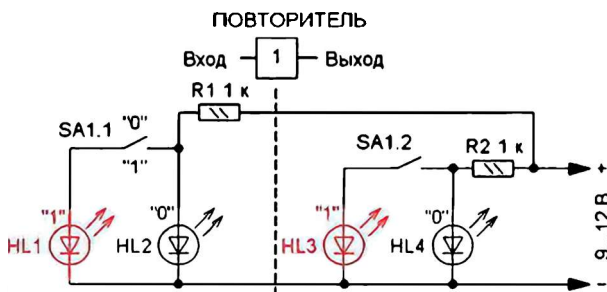 ПОВТОРИТЕЛЬ
Вход 1 Выход
R1 1 к
SA1.1 "0"
"1"
SA1.2
R2 1 к
+
"1" "0" "1" "0"
HL1 HL2 HL3 HL4
9 12 В
-